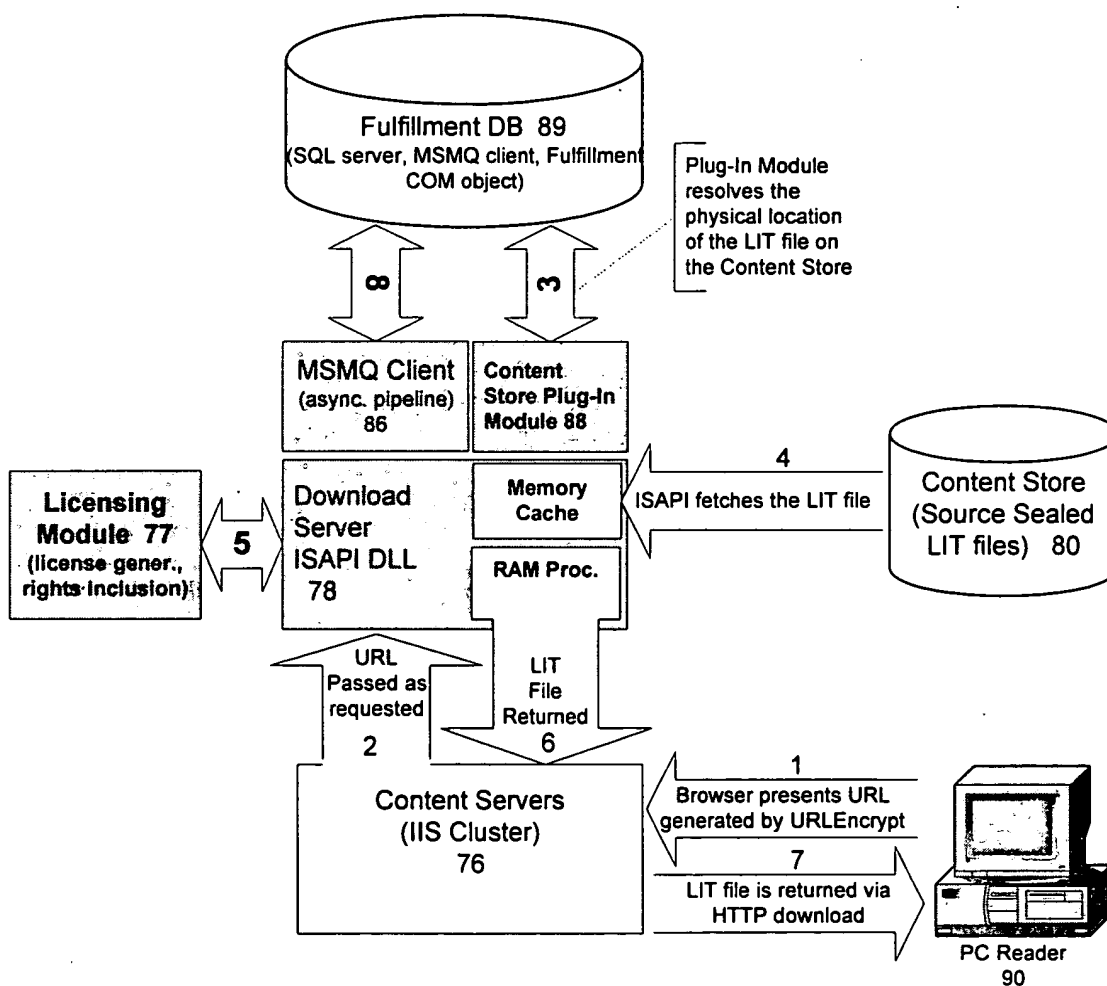 Fulfillment DB 89
(SQL server, MSMQ client, Fulfillment
COM object)
Plug-In Module
resolves the
physical location
of the LIT file on
the Content Store
8
3
MSMQ Client
(async. pipeline)
86
Content
Store Plug-In
Module 88
Licensing
Module 77
(license gener.,
rights inclusion)
5
Download
Server
ISAPI DLL
78
Memory
Cache
RAM Proc.
4
ISAPI fetches the LIT file
Content Store
(Source Sealed
LIT files) 80
URL
Passed as
requested
2
LIT
File
Returned
6
Content Servers
(IIS Cluster)
76
1
Browser presents URL
generated by URLEncrypt
7
LIT file is returned via
HTTP download
PC Reader
90